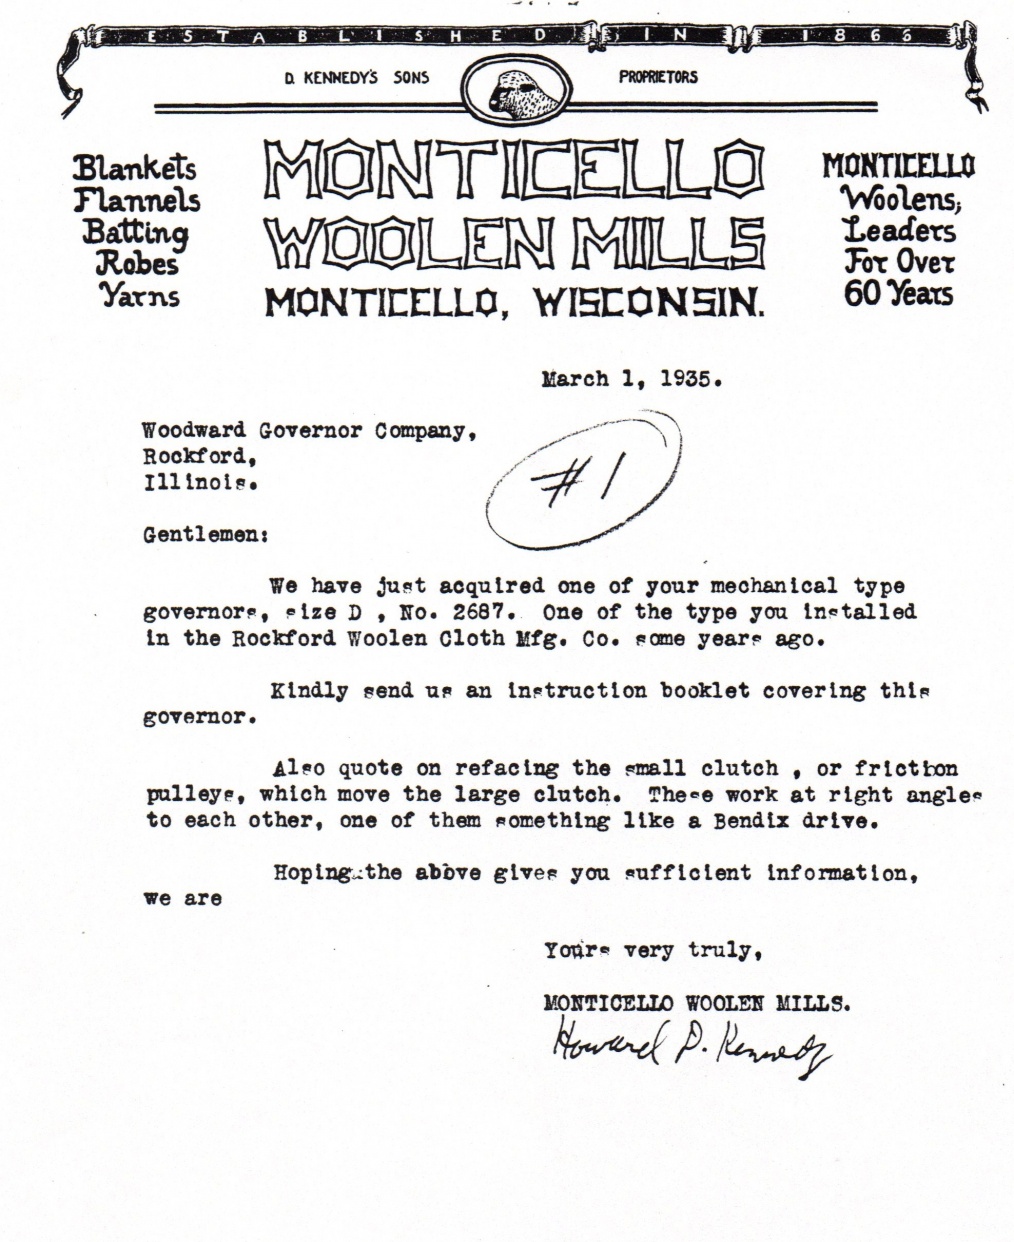 ESTABLISHED IN 1866
D. KENNEDY'S SONS PROPRIETORS
Blankets
Flannels
Batting
Robes
Yarns
MONTICELLO
WOOLEN MILLS
MONTICELLO, WISCONSIN.
MONTICELLO
Woolens,
Leaders
For Over
60 Years
March 1, 1935.
Woodward Governor Company,
Rockford,
Illinois.
#1
Gentlemen:
We have just acquired one of your mechanical type
governors, size D , No. 2687. One of the type you installed
in the Rockford Woolen Cloth Mfg. Co. some years ago.
Kindly send us an instruction booklet covering this
governor.
Also quote on refacing the small clutch , or friction
pulleys, which move the large clutch. These work at right angles
to each other, one of them something like a Bendix drive.
Hoping the above gives you sufficient information,
we are
Yours very truly,
MONTICELLO WOOLEN MILLS.
Howard D. Kennedy